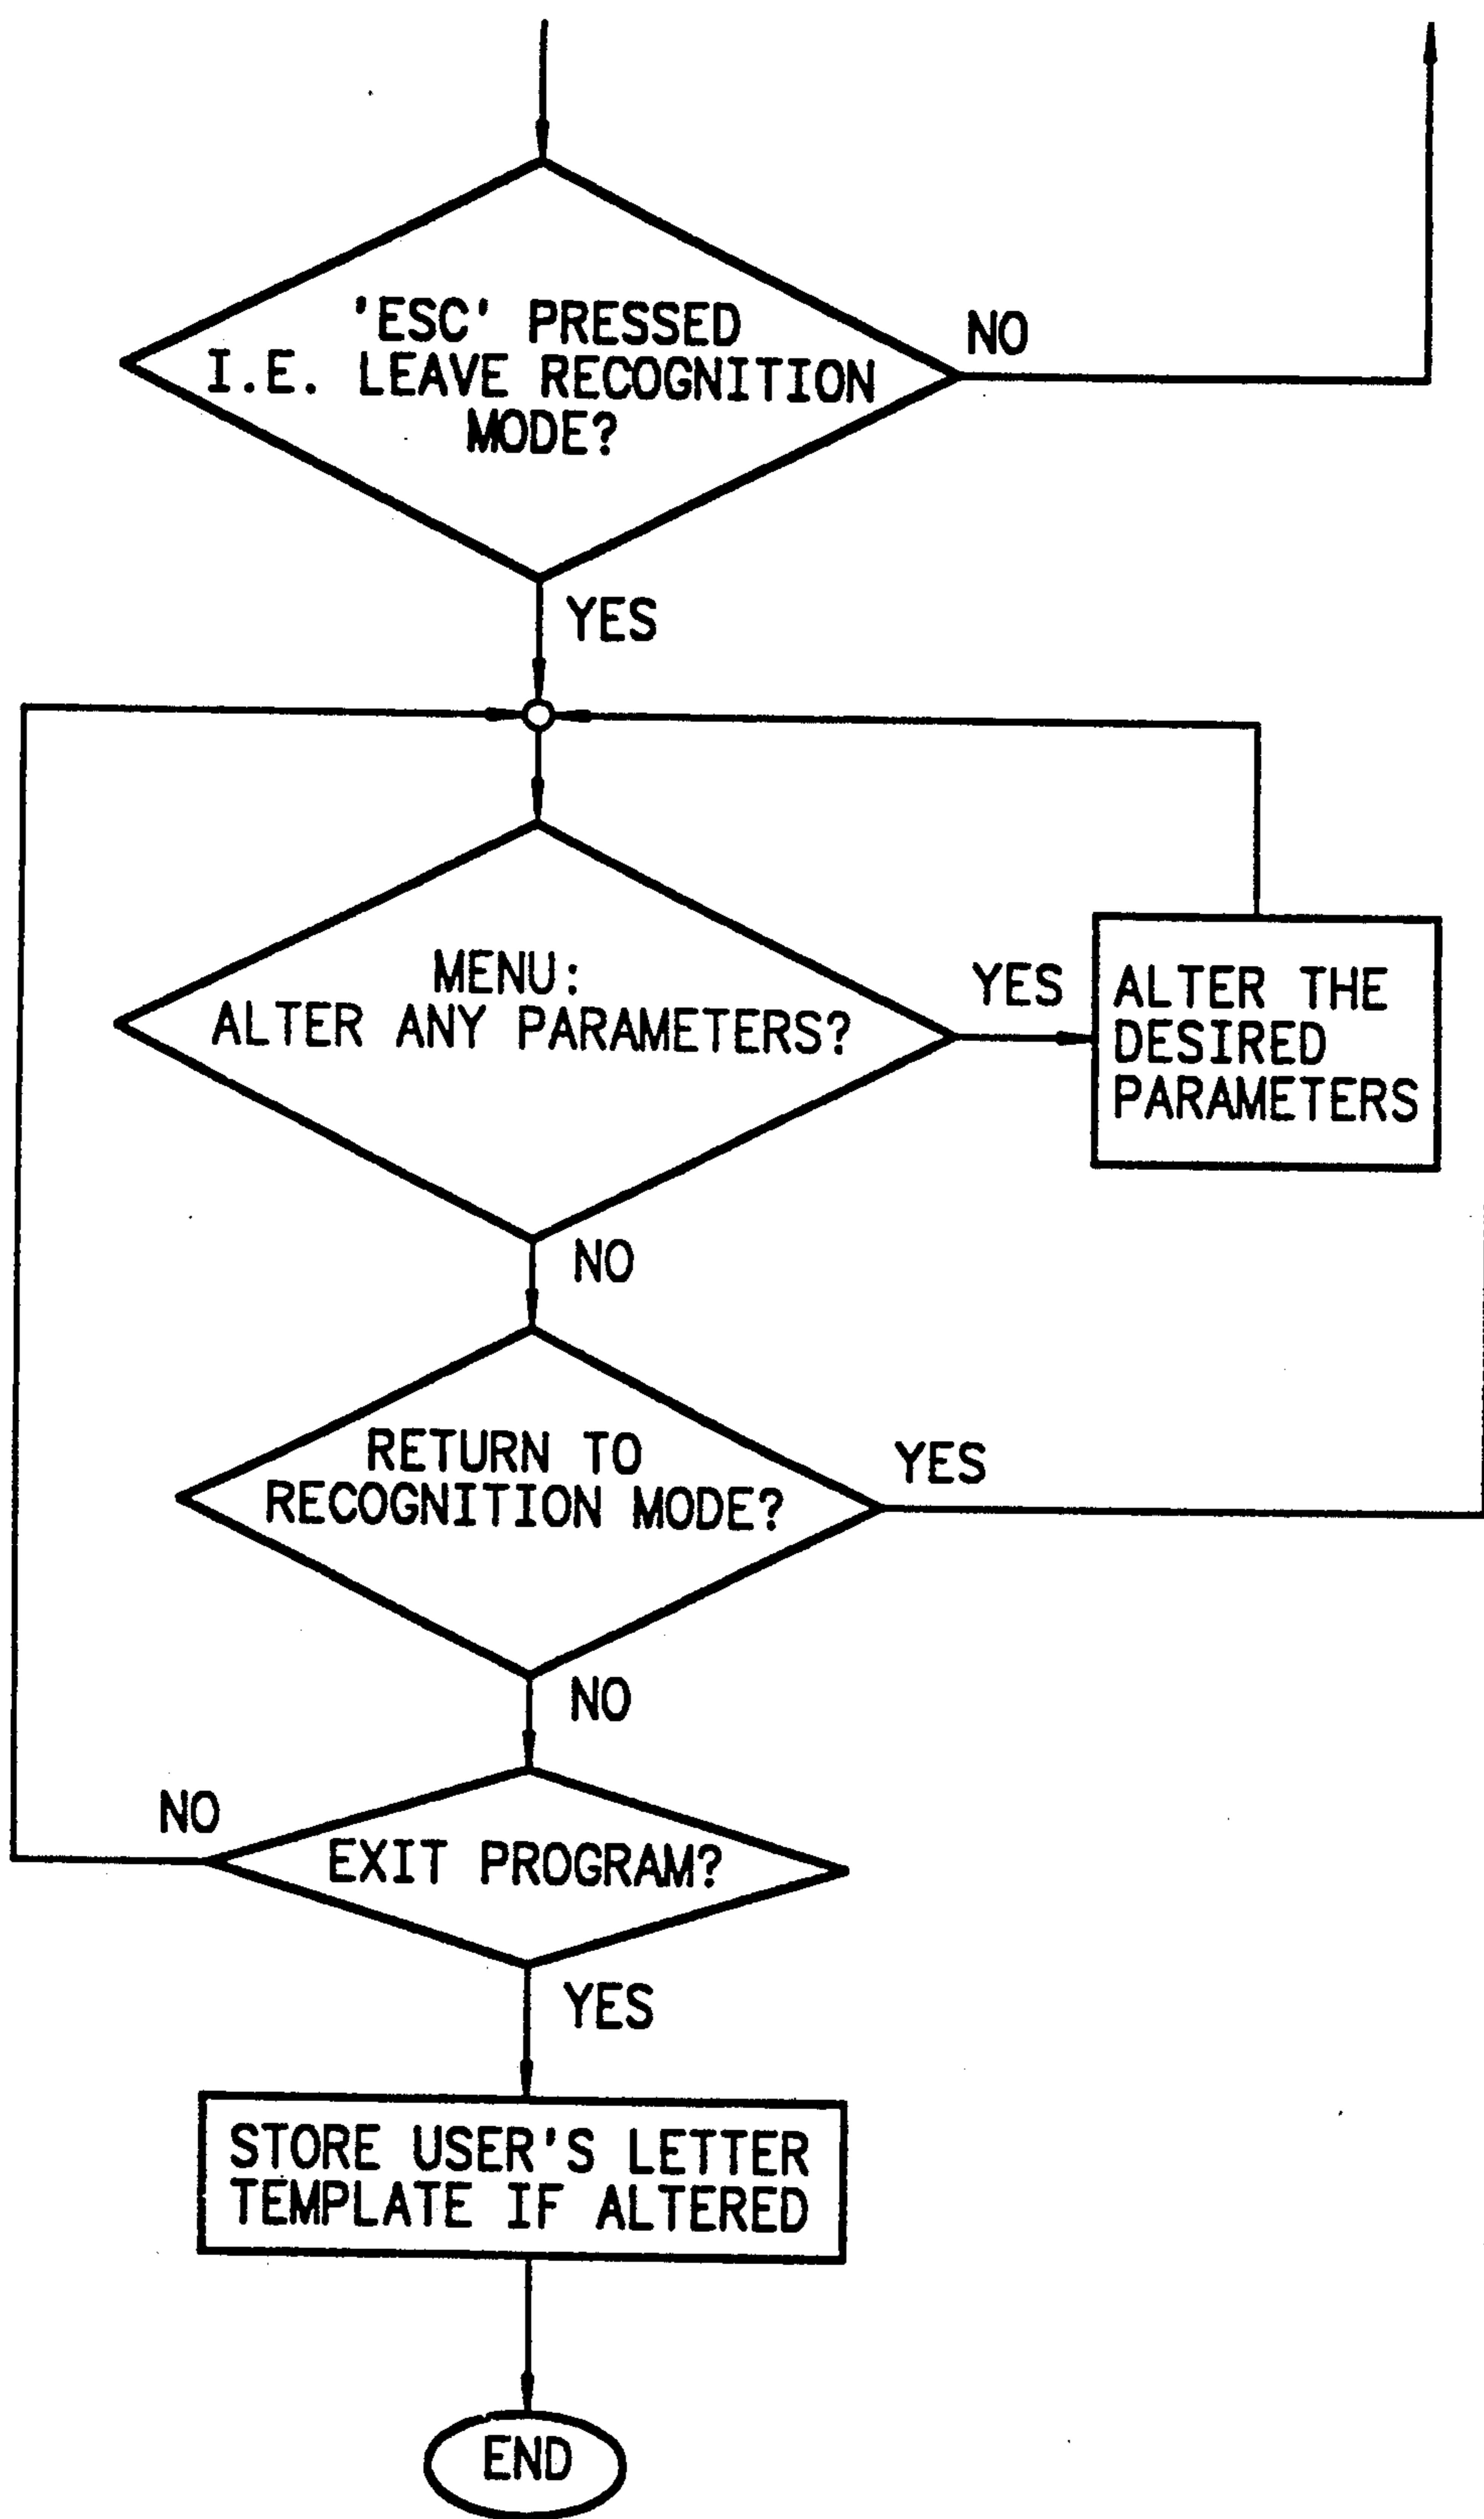 'ESC' PRESSED
I.E. LEAVE RECOGNITION
MODE?
NO
YES
MENU:
ALTER ANY PARAMETERS?
YES
ALTER THE
DESIRED
PARAMETERS
NO
RETURN TO
RECOGNITION MODE?
YES
NO
NO
EXIT PROGRAM?
YES
STORE USER'S LETTER
TEMPLATE IF ALTERED
END